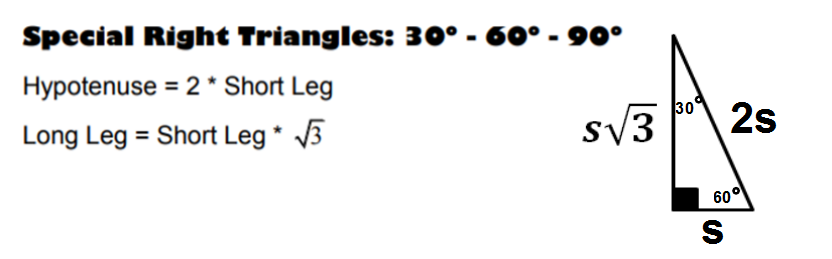 Special Right Triangles: 30° - 60° - 90°
Hypotenuse = 2 * Short Leg
Long Leg = Short Leg * √3
s√3
30°
2s
60°
s